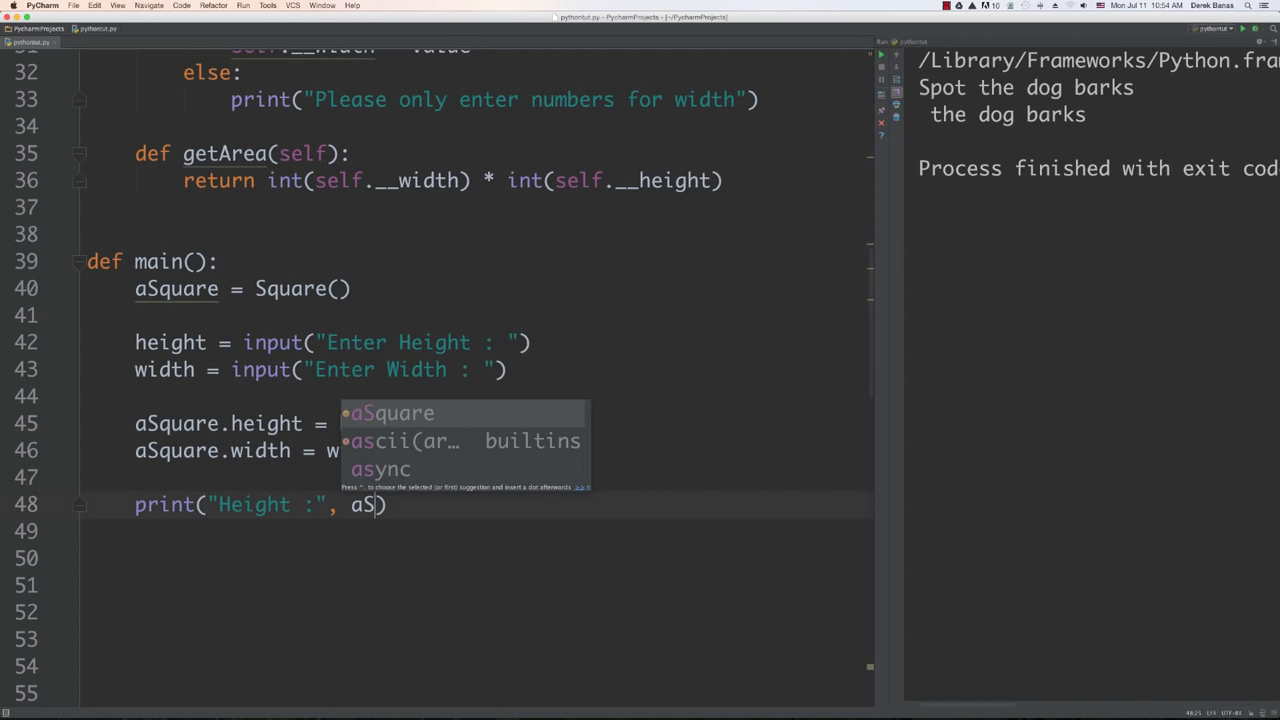 PyCharm File Edit View Navigate Code Refactor Run Tools VCS Window Help 10 Mon Jul 11 10:54 AM Derek Banas
pythontut.py - PycharmProjects - [~/PycharmProjects]
PycharmProjects pythontut.py pythontut
pythontut.py
Run pythontut
31 self.__width = value
32 else:
33 print("Please only enter numbers for width")
34
35 def getArea(self):
36 return int(self.__width) * int(self.__height)
37
38
39 def main():
40 aSquare = Square()
41
42 height = input("Enter Height : ")
43 width = input("Enter Width : ")
44
45 aSquare.height =
46 aSquare.width = w
47
48 print("Height :", aS)
49
50
51
52
53
54
55
aSquare
ascii(ar… builtins
async
Press ^. to choose the selected (or first) suggestion and insert a dot afterwards >>
/Library/Frameworks/Python.fra
Spot the dog barks
the dog barks
Process finished with exit cod
48:25 LF‡ UTF-8‡